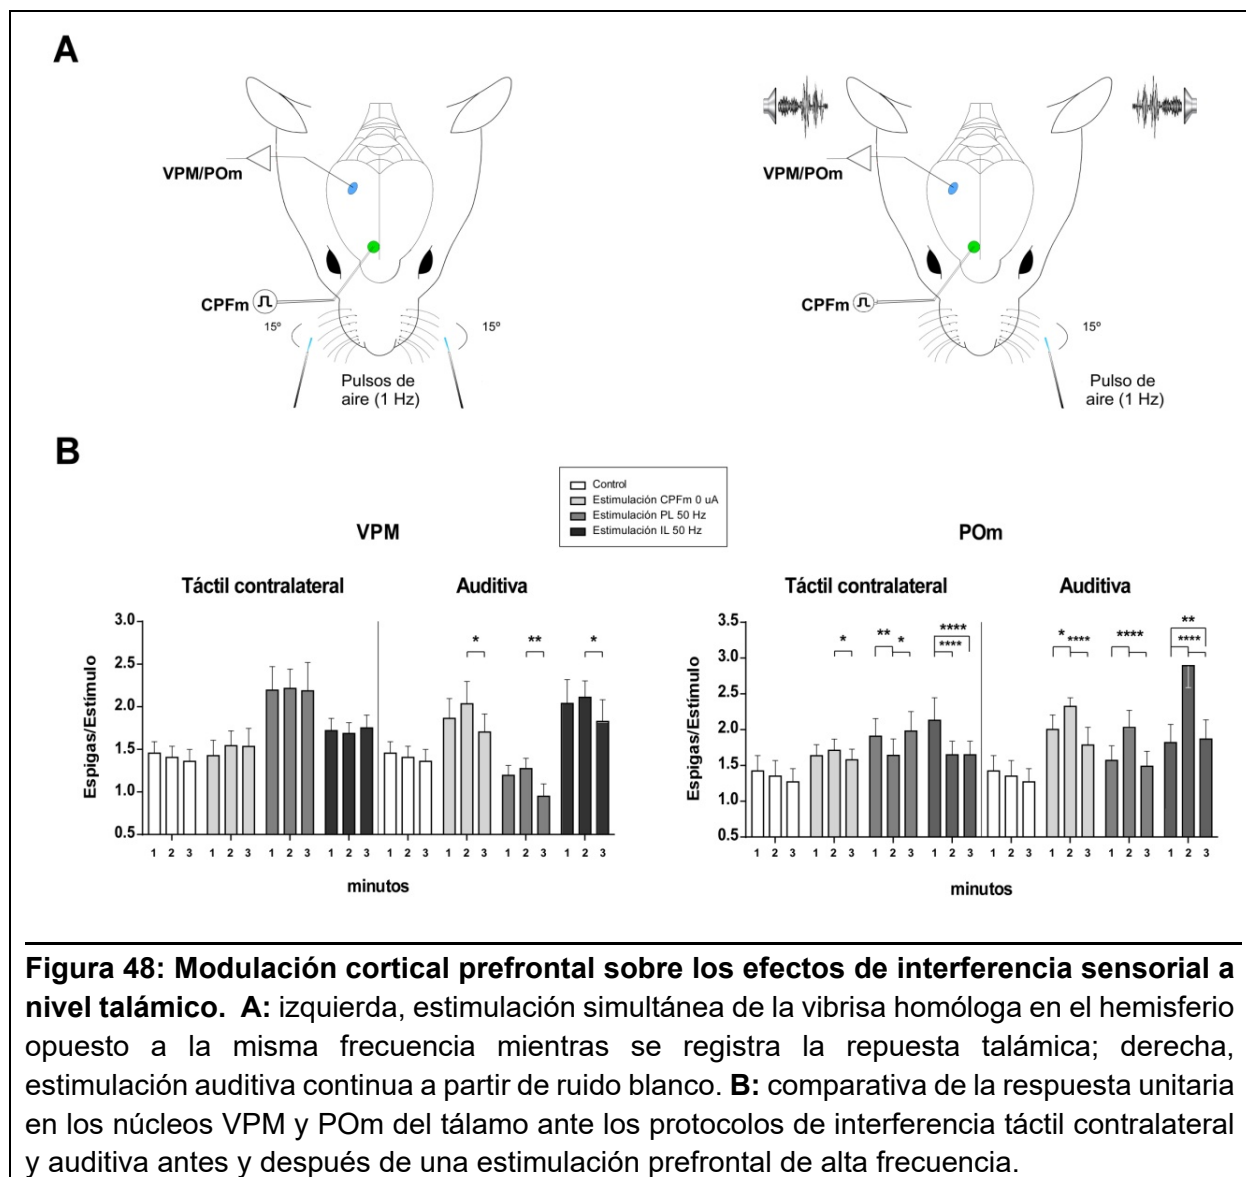 A
VPM/POm
CPFm
15º
15º
Pulsos de
aire (1 Hz)
VPM/POm
CPFm
15º
Pulso de
aire (1 Hz)
B
Control
Estimulación CPFm 0 uA
Estimulación PL 50 Hz
Estimulación IL 50 Hz
VPM
Táctil contralateral
Auditiva
Espigas/Estímulo
3.0
2.5
2.0
1.5
1.0
0.5
* ** *
1 2 3 1 2 3 1 2 3 1 2 3 1 2 3 1 2 3 1 2 3 1 2 3
minutos
POm
Táctil contralateral
Auditiva
Espigas/Estímulo
3.5
3.0
2.5
2.0
1.5
1.0
0.5
* ** * **** **** * **** **** ** ****
1 2 3 1 2 3 1 2 3 1 2 3 1 2 3 1 2 3 1 2 3 1 2 3
minutos
Figura 48: Modulación cortical prefrontal sobre los efectos de interferencia sensorial a
nivel talámico. A: izquierda, estimulación simultánea de la vibrisa homóloga en el hemisferio
opuesto a la misma frecuencia mientras se registra la repuesta talámica; derecha,
estimulación auditiva continua a partir de ruido blanco. B: comparativa de la respuesta unitaria
en los núcleos VPM y POm del tálamo ante los protocolos de interferencia táctil contralateral
y auditiva antes y después de una estimulación prefrontal de alta frecuencia.